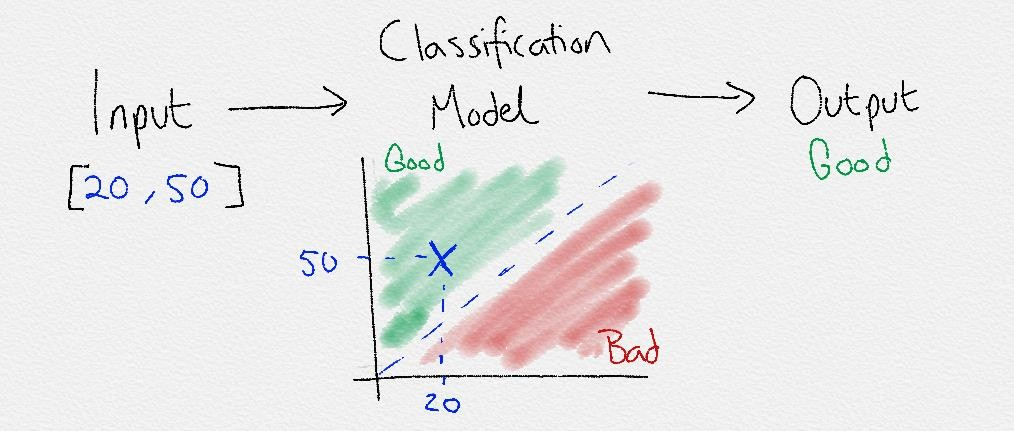 Classification
Input
Model
Output
[20, 50]
Good
Good
50
Bad
20